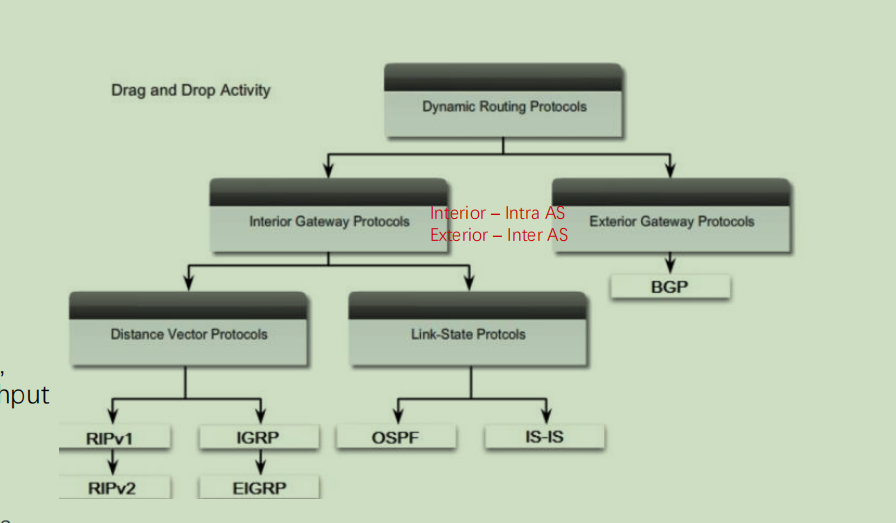 Drag and Drop Activity
Dynamic Routing Protocols
Interior Gateway Protocols
Interior – Intra AS
Exterior – Inter AS
Exterior Gateway Protocols
BGP
Distance Vector Protocols
Link-State Protcols
,
nput
RIPv1
IGRP
OSPF
IS-IS
RIPv2
EIGRP